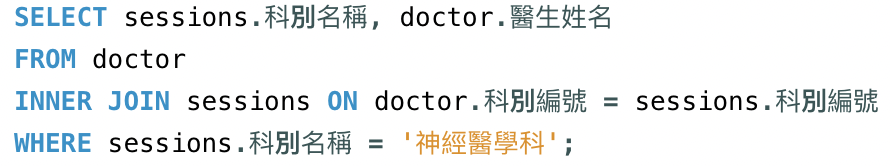 SELECT sessions.科別名稱, doctor.醫生姓名
FROM doctor
INNER JOIN sessions ON doctor.科別編號 = sessions.科別編號
WHERE sessions.科別名稱 = '神經醫學科';